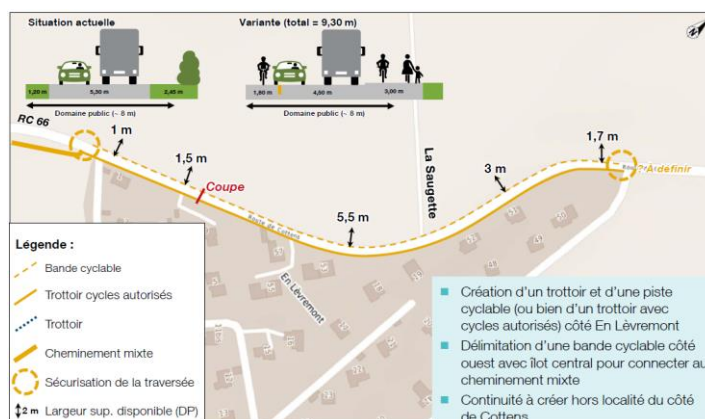 Situation actuelle
Variante (total = 9,30 m)
1,20 m
5,30 m
2,45 m
Domaine public (~ 8 m)
1,80 m
4,50 m
3,00 m
Domaine public (~ 8 m)
RC 66
1 m
1,5 m
Coupe
5,5 m
La Saugette
3 m
1,7 m
A définir
Route de Cottens
En Lèvremont
Légende :
Bande cyclable
Trottoir cycles autorisés
Trottoir
Cheminement mixte
Sécurisation de la traversée
2 m Largeur sup. disponible (DP)
Création d'un trottoir et d'une piste
cyclable (ou bien d'un trottoir avec
cycles autorisés) côté En Lèvremont
Délimitation d'une bande cyclable côté
ouest avec îlot central pour connecter au
cheminement mixte
Continuité à créer hors localité du côté
de Cottens